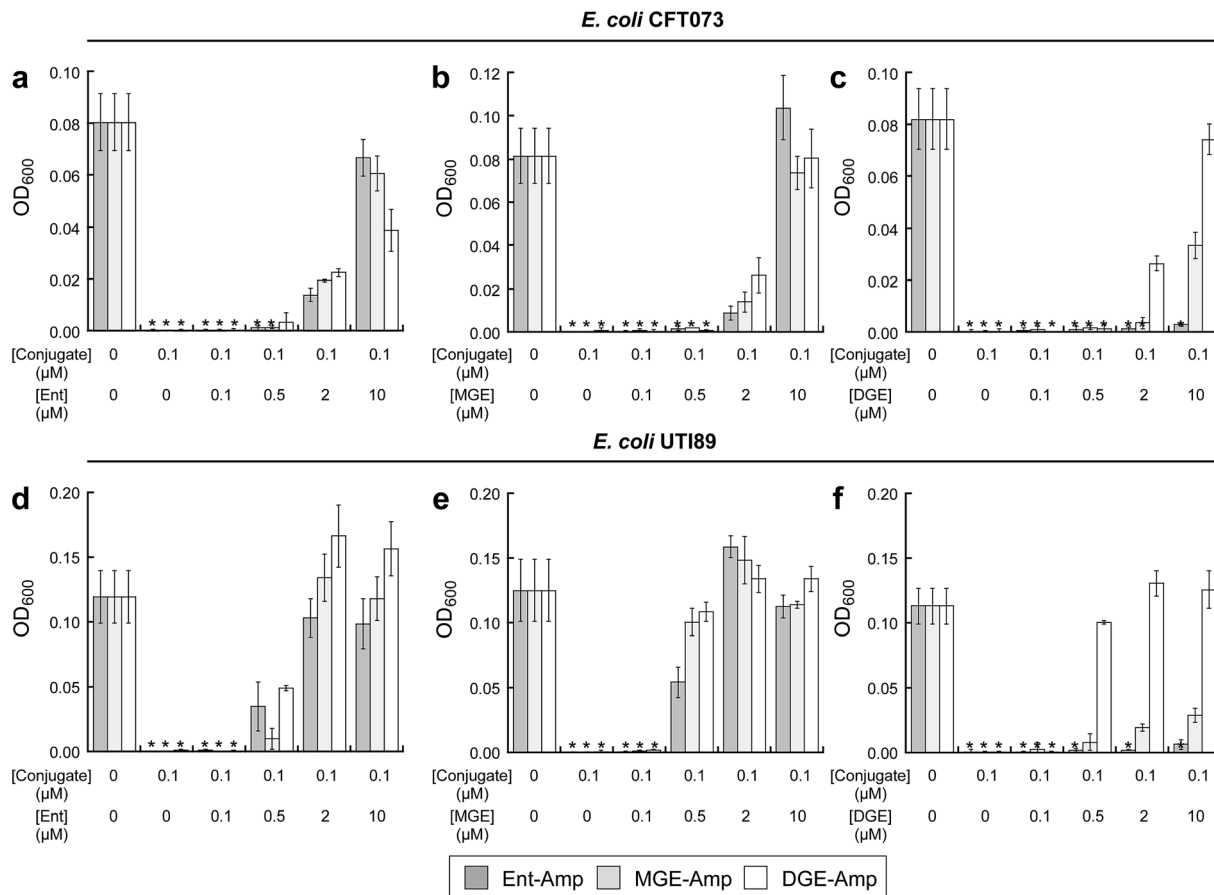 E. coli CFT073
a
b
c
0.10
0.08
0.06
0.04
0.02
0.00
OD600
0.12
0.10
0.08
0.06
0.04
0.02
0.00
OD600
0.10
0.08
0.06
0.04
0.02
0.00
OD600
* * * * * * * *
* * * * * * * * *
* * * * * * * * * * * *
[Conjugate] 0 0.1 0.1 0.1 0.1 0.1
(µM)
[Ent] 0 0 0.1 0.5 2 10
(µM)
[Conjugate] 0 0.1 0.1 0.1 0.1 0.1
(µM)
[MGE] 0 0 0.1 0.5 2 10
(µM)
[Conjugate] 0 0.1 0.1 0.1 0.1 0.1
(µM)
[DGE] 0 0 0.1 0.5 2 10
(µM)
E. coli UTI89
d
e
f
0.20
0.15
0.10
0.05
0.00
OD600
0.20
0.15
0.10
0.05
0.00
OD600
0.20
0.15
0.10
0.05
0.00
OD600
* * * * * *
* * * * * *
* * * * * * * * *
[Conjugate] 0 0.1 0.1 0.1 0.1 0.1
(µM)
[Ent] 0 0 0.1 0.5 2 10
(µM)
[Conjugate] 0 0.1 0.1 0.1 0.1 0.1
(µM)
[MGE] 0 0 0.1 0.5 2 10
(µM)
[Conjugate] 0 0.1 0.1 0.1 0.1 0.1
(µM)
[DGE] 0 0 0.1 0.5 2 10
(µM)
Ent-Amp MGE-Amp DGE-Amp